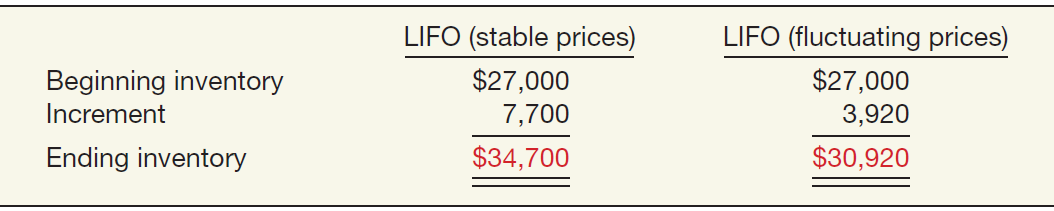 LIFO (stable prices) LIFO (fluctuating prices)
Beginning inventory $27,000 $27,000
Increment 7,700 3,920
Ending inventory $34,700 $30,920